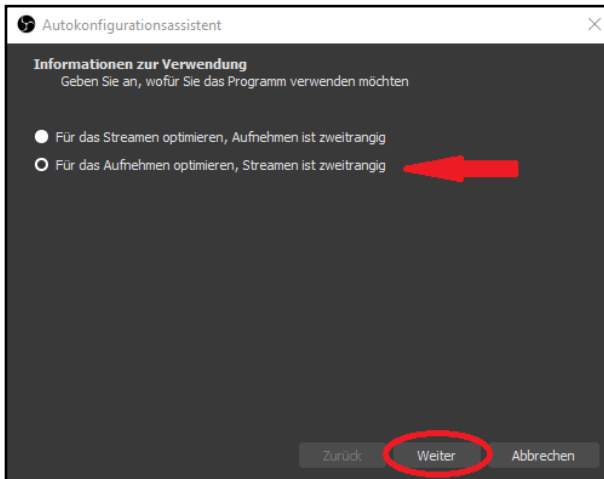 Autokonfigurationsassistent
Informationen zur Verwendung
Geben Sie an, wofür Sie das Programm verwenden möchten
Für das Streamen optimieren, Aufnehmen ist zweitrangig
Für das Aufnehmen optimieren, Streamen ist zweitrangig
Zurück Weiter Abbrechen